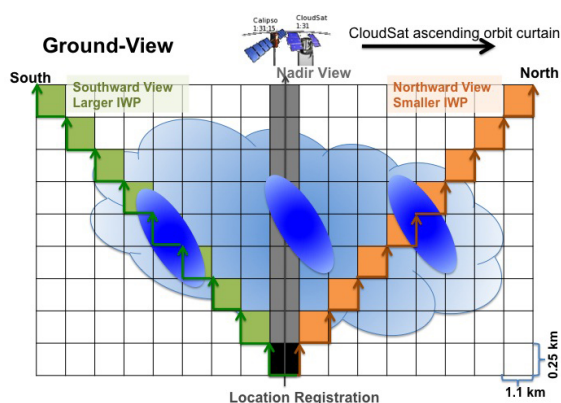 Calipso
1:31:15
CloudSat
1:31
Ground-View
CloudSat ascending orbit curtain
South
Nadir View
North
Southward View
Larger IWP
Northward View
Smaller IWP
0.25 km
1.1 km
Location Registration